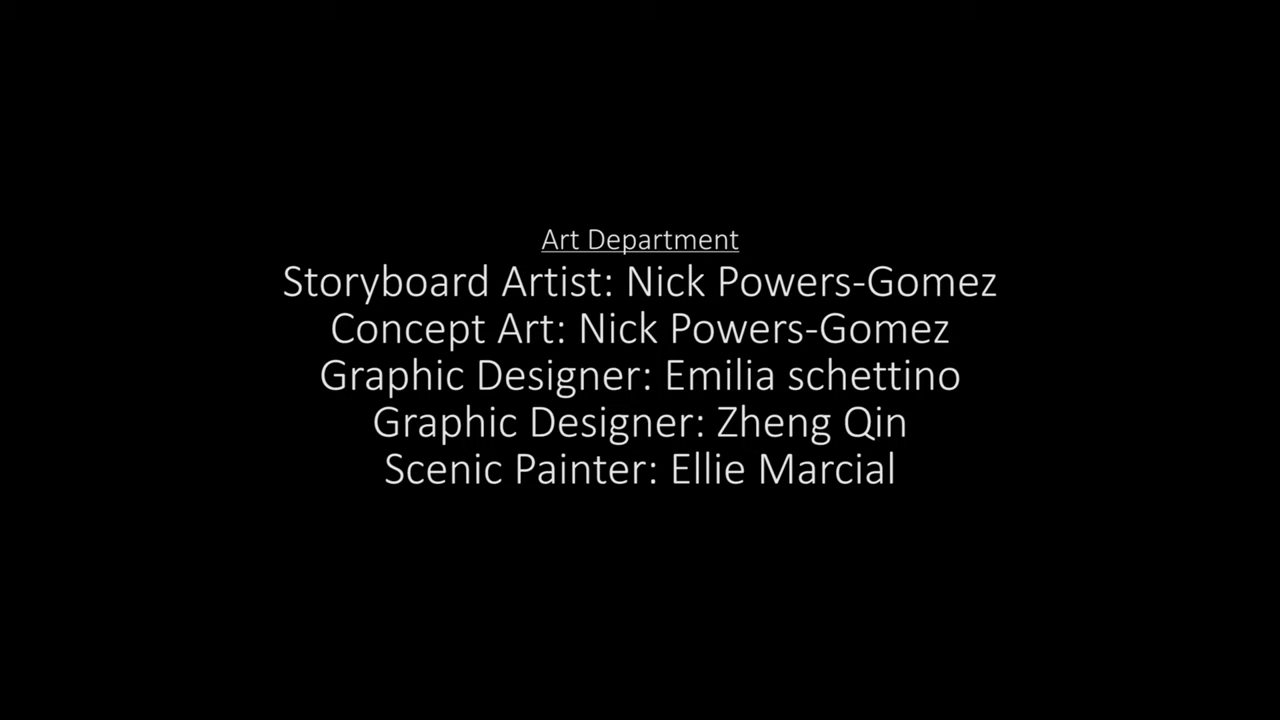 Art Department
Storyboard Artist: Nick Powers-Gomez
Concept Art: Nick Powers-Gomez
Graphic Designer: Emilia schettino
Graphic Designer: Zheng Qin
Scenic Painter: Ellie Marcial